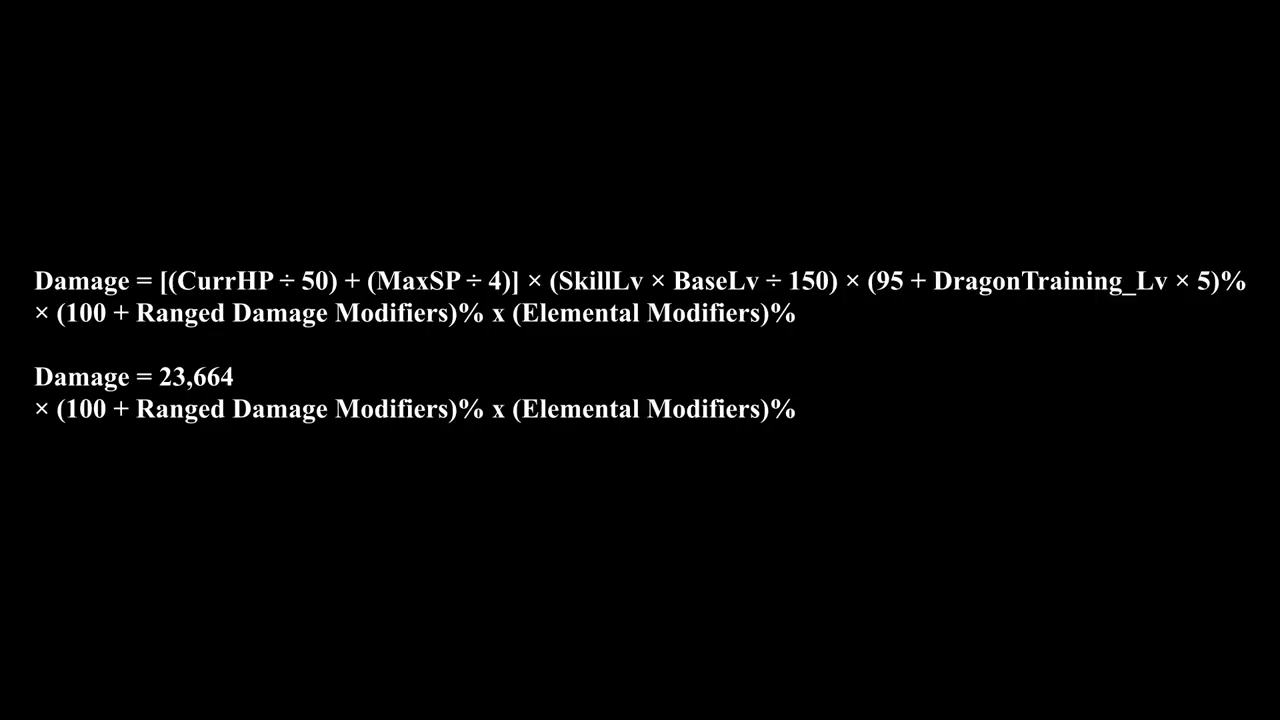 Damage = [(CurrHP ÷ 50) + (MaxSP ÷ 4)] × (SkillLv × BaseLv ÷ 150) × (95 + DragonTraining_Lv × 5)%
× (100 + Ranged Damage Modifiers)% x (Elemental Modifiers)%
Damage = 23,664
× (100 + Ranged Damage Modifiers)% x (Elemental Modifiers)%